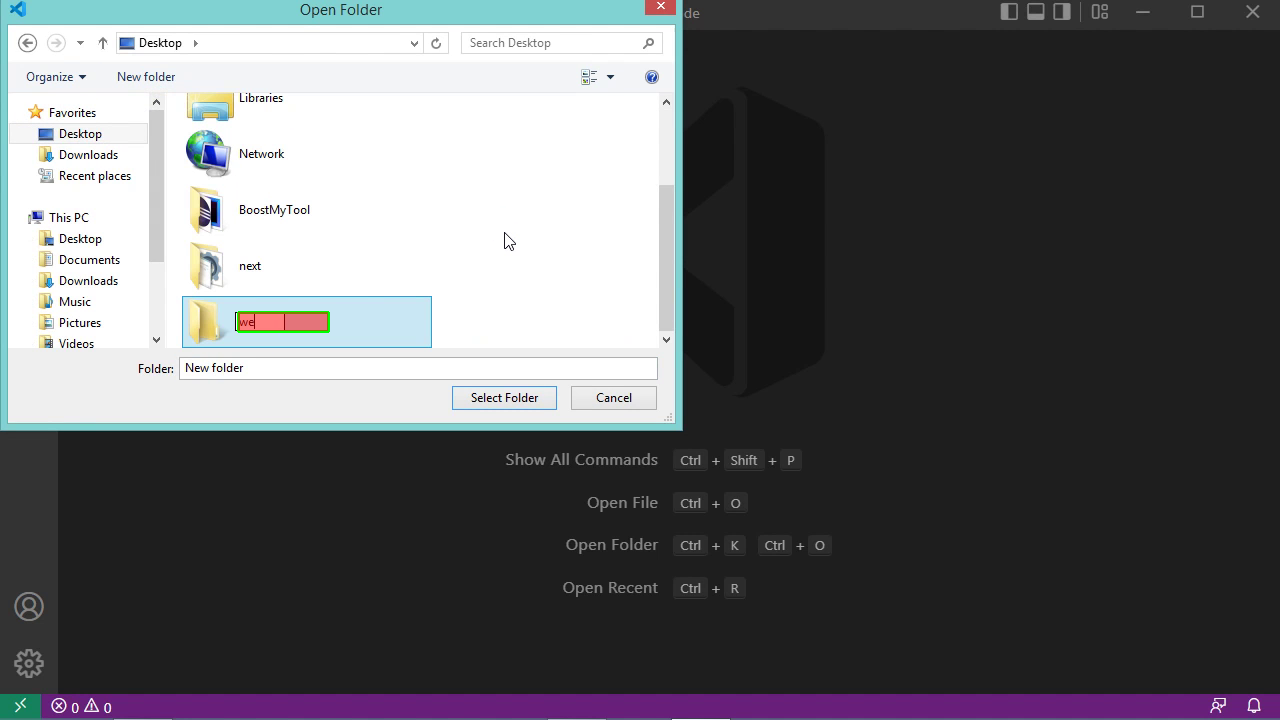 Open Folder
de
Desktop
Search Desktop
Organize
New folder
Favorites
Desktop
Downloads
Recent places
This PC
Desktop
Documents
Downloads
Music
Pictures
Videos
Libraries
Network
BoostMyTool
next
we
Folder: New folder
Select Folder Cancel
Show All Commands Ctrl + Shift + P
Open File Ctrl + O
Open Folder Ctrl + K Ctrl + O
Open Recent Ctrl + R
0 0